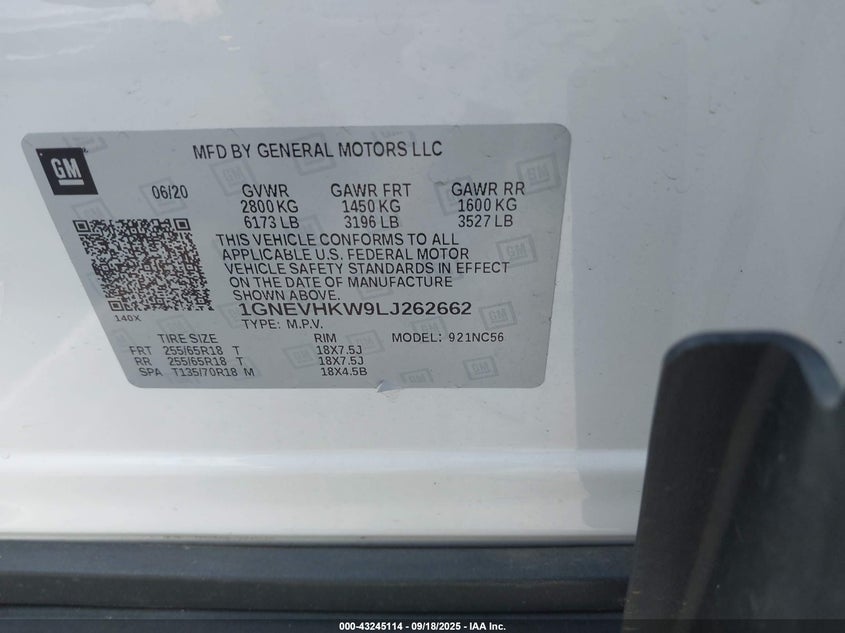 GM
MFD BY GENERAL MOTORS LLC
06/20 GVWR GAWR FRT GAWR RR
2800 KG 1450 KG 1600 KG
6173 LB 3196 LB 3527 LB
THIS VEHICLE CONFORMS TO ALL
APPLICABLE U.S. FEDERAL MOTOR
VEHICLE SAFETY STANDARDS IN EFFECT
ON THE DATE OF MANUFACTURE
SHOWN ABOVE.
1GNEVHKW9LJ262662
140X
TYPE: M.P.V.
TIRE SIZE RIM MODEL: 921NC56
FRT 255/65R18 T 18X7.5J
RR 255/65R18 T 18X7.5J
SPA T135/70R18 M 18X4.5B
000-43245114 - 09/18/2025 - IAA Inc.